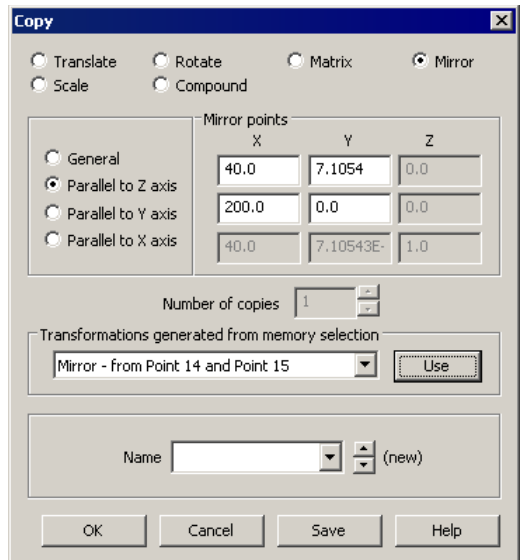 Copy
Translate Rotate Matrix Mirror
Scale Compound
Mirror points
X Y Z
General
40.0 7.1054 0.0
Parallel to Z axis
200.0 0.0 0.0
Parallel to Y axis
Parallel to X axis
40.0 7.10543E- 1.0
Number of copies 1
Transformations generated from memory selection
Mirror - from Point 14 and Point 15 Use
Name (new)
OK Cancel Save Help